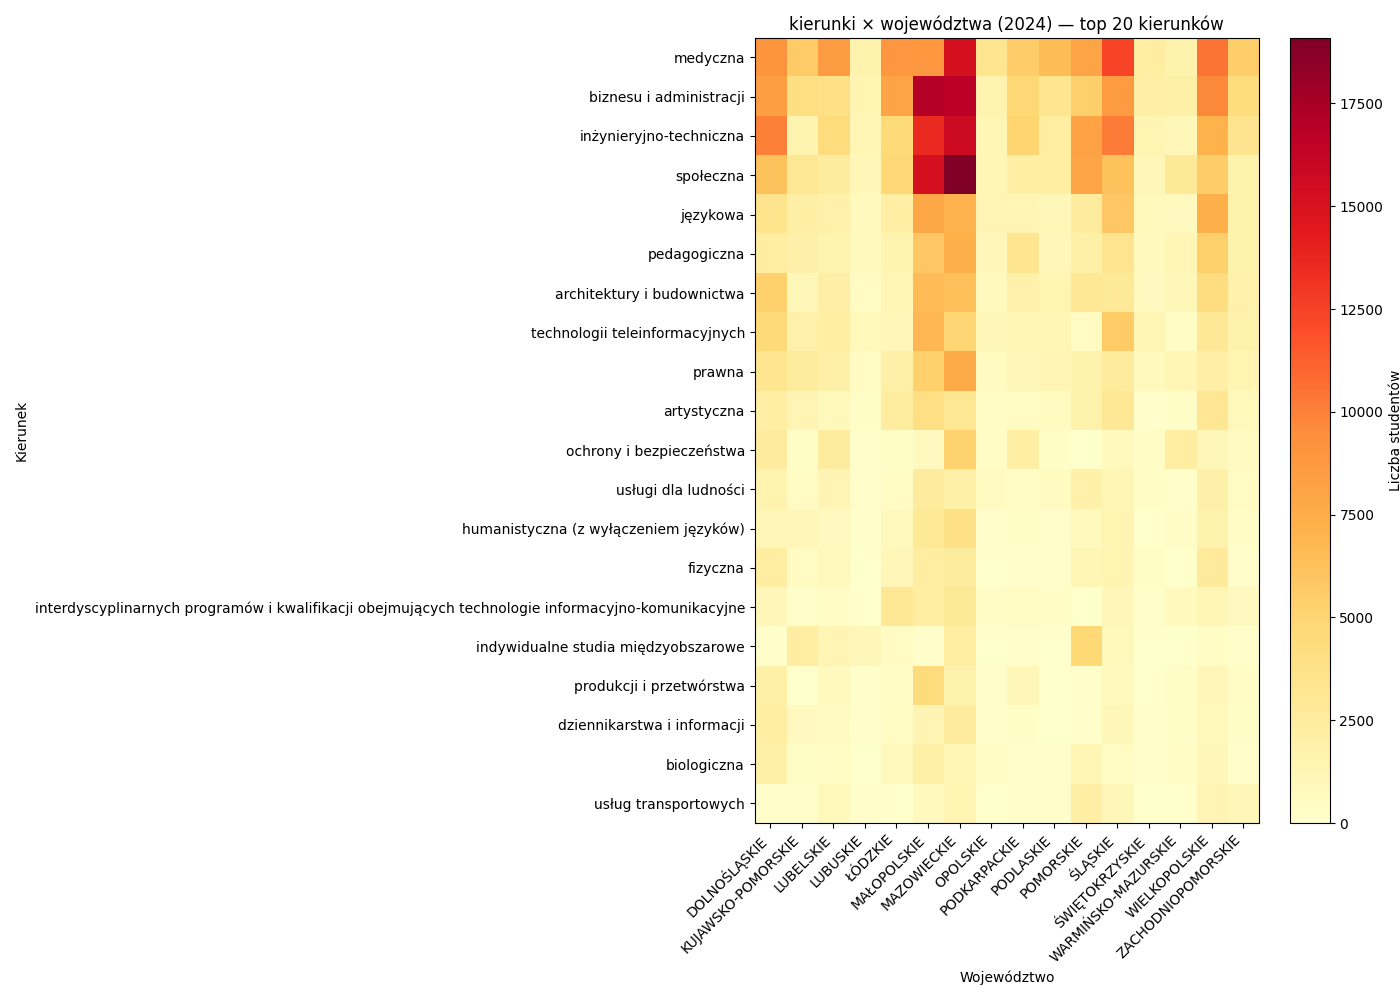 kierunki × województwa (2024) — top 20 kierunków
medyczna
biznesu i administracji
inżynieryjno-techniczna
społeczna
językowa
pedagogiczna
architektury i budownictwa
technologii teleinformacyjnych
prawna
artystyczna
ochrony i bezpieczeństwa
usługi dla ludności
humanistyczna (z wyłączeniem języków)
fizyczna
interdyscyplinarnych programów i kwalifikacji obejmujących technologie informacyjno-komunikacyjne
indywidualne studia międzyobszarowe
produkcji i przetwórstwa
dziennikarstwa i informacji
biologiczna
usług transportowych
Kierunek
DOLNOŚLĄSKIE
KUJAWSKO-POMORSKIE
LUBELSKIE
LUBUSKIE
ŁÓDZKIE
MAŁOPOLSKIE
MAZOWIECKIE
OPOLSKIE
PODKARPACKIE
PODLASKIE
POMORSKIE
ŚLĄSKIE
ŚWIĘTOKRZYSKIE
WARMIŃSKO-MAZURSKIE
WIELKOPOLSKIE
ZACHODNIOPOMORSKIE
Województwo
17500
15000
12500
10000
7500
5000
2500
0
Liczba studentów